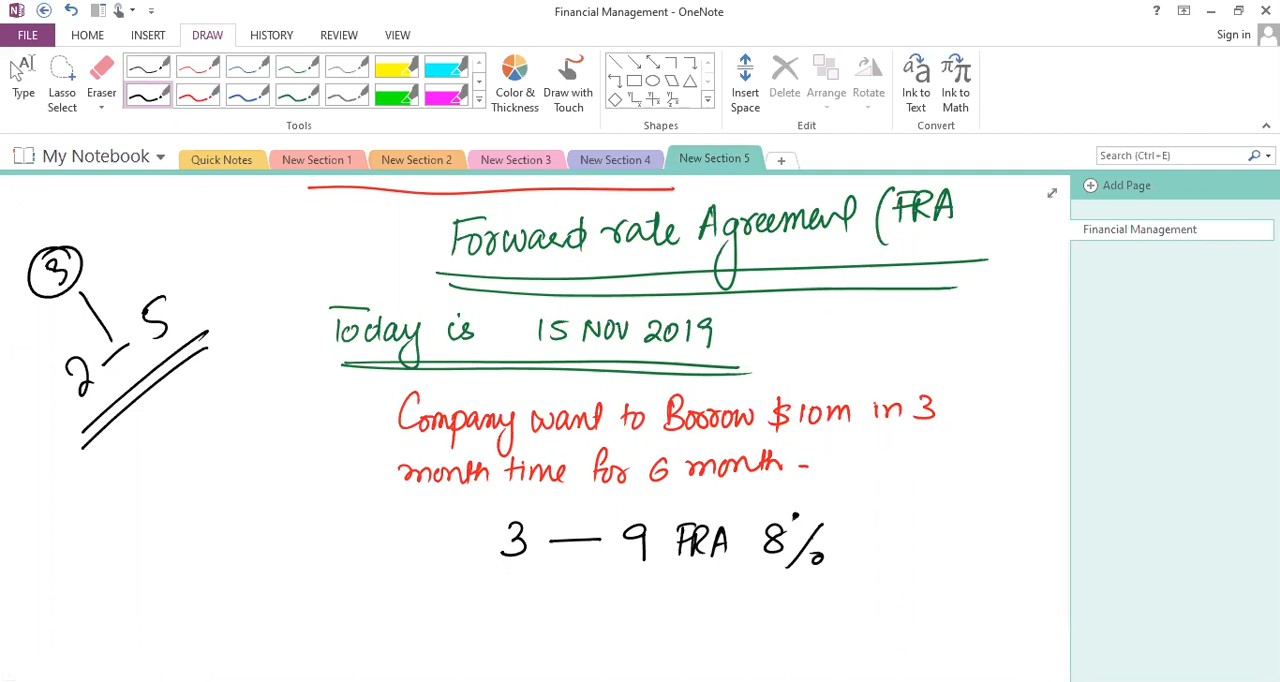 Financial Management - OneNote
?
FILE HOME INSERT DRAW HISTORY REVIEW VIEW
Sign in
Type
Lasso Select
Eraser
Color & Thickness
Draw with Touch
Insert Space
Delete
Arrange
Rotate
Ink to Text
Ink to Math
Tools
Shapes
Edit
Convert
My Notebook
Quick Notes
New Section 1
New Section 2
New Section 3
New Section 4
New Section 5
Search (Ctrl+E)
Add Page
Financial Management
Forward rate Agreement (FRA
Today is 15 NOV 2019
Company want to Borrow $10m in 3
month time for 6 month -
3 — 9 FRA 8%
2 5